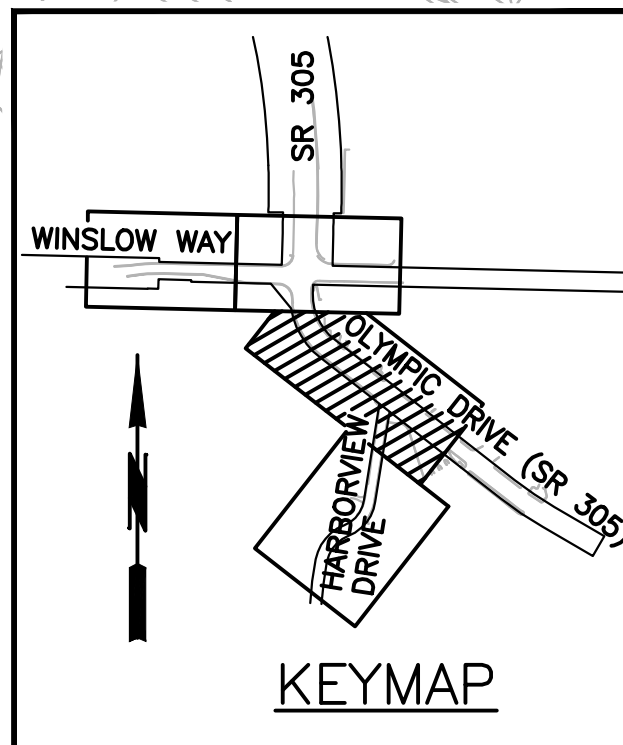 SR 305
WINSLOW WAY
OLYMPIC DRIVE (SR 305)
HARBORVIEW
DRIVE
N
KEYMAP